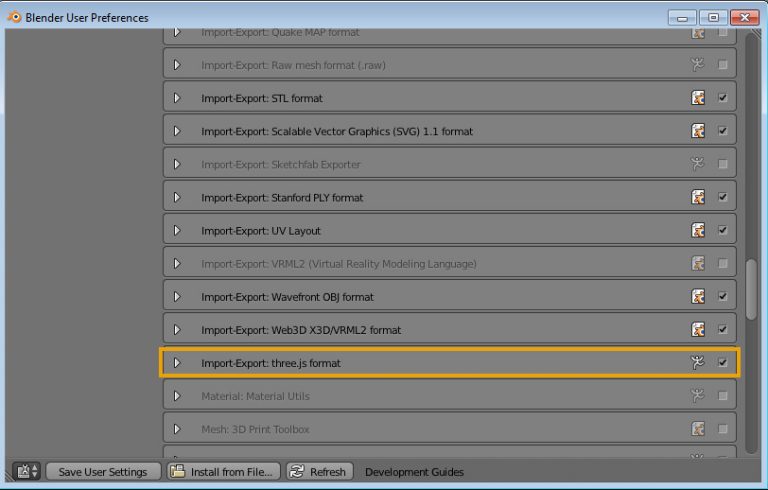 Blender User Preferences
Import-Export: Quake MAP format
Import-Export: Raw mesh format (.raw)
Import-Export: STL format
Import-Export: Scalable Vector Graphics (SVG) 1.1 format
Import-Export: Sketchfab Exporter
Import-Export: Stanford PLY format
Import-Export: UV Layout
Import-Export: VRML2 (Virtual Reality Modeling Language)
Import-Export: Wavefront OBJ format
Import-Export: Web3D X3D/VRML2 format
Import-Export: three.js format
Material: Material Utils
Mesh: 3D Print Toolbox
Save User Settings
Install from File...
Refresh
Development Guides